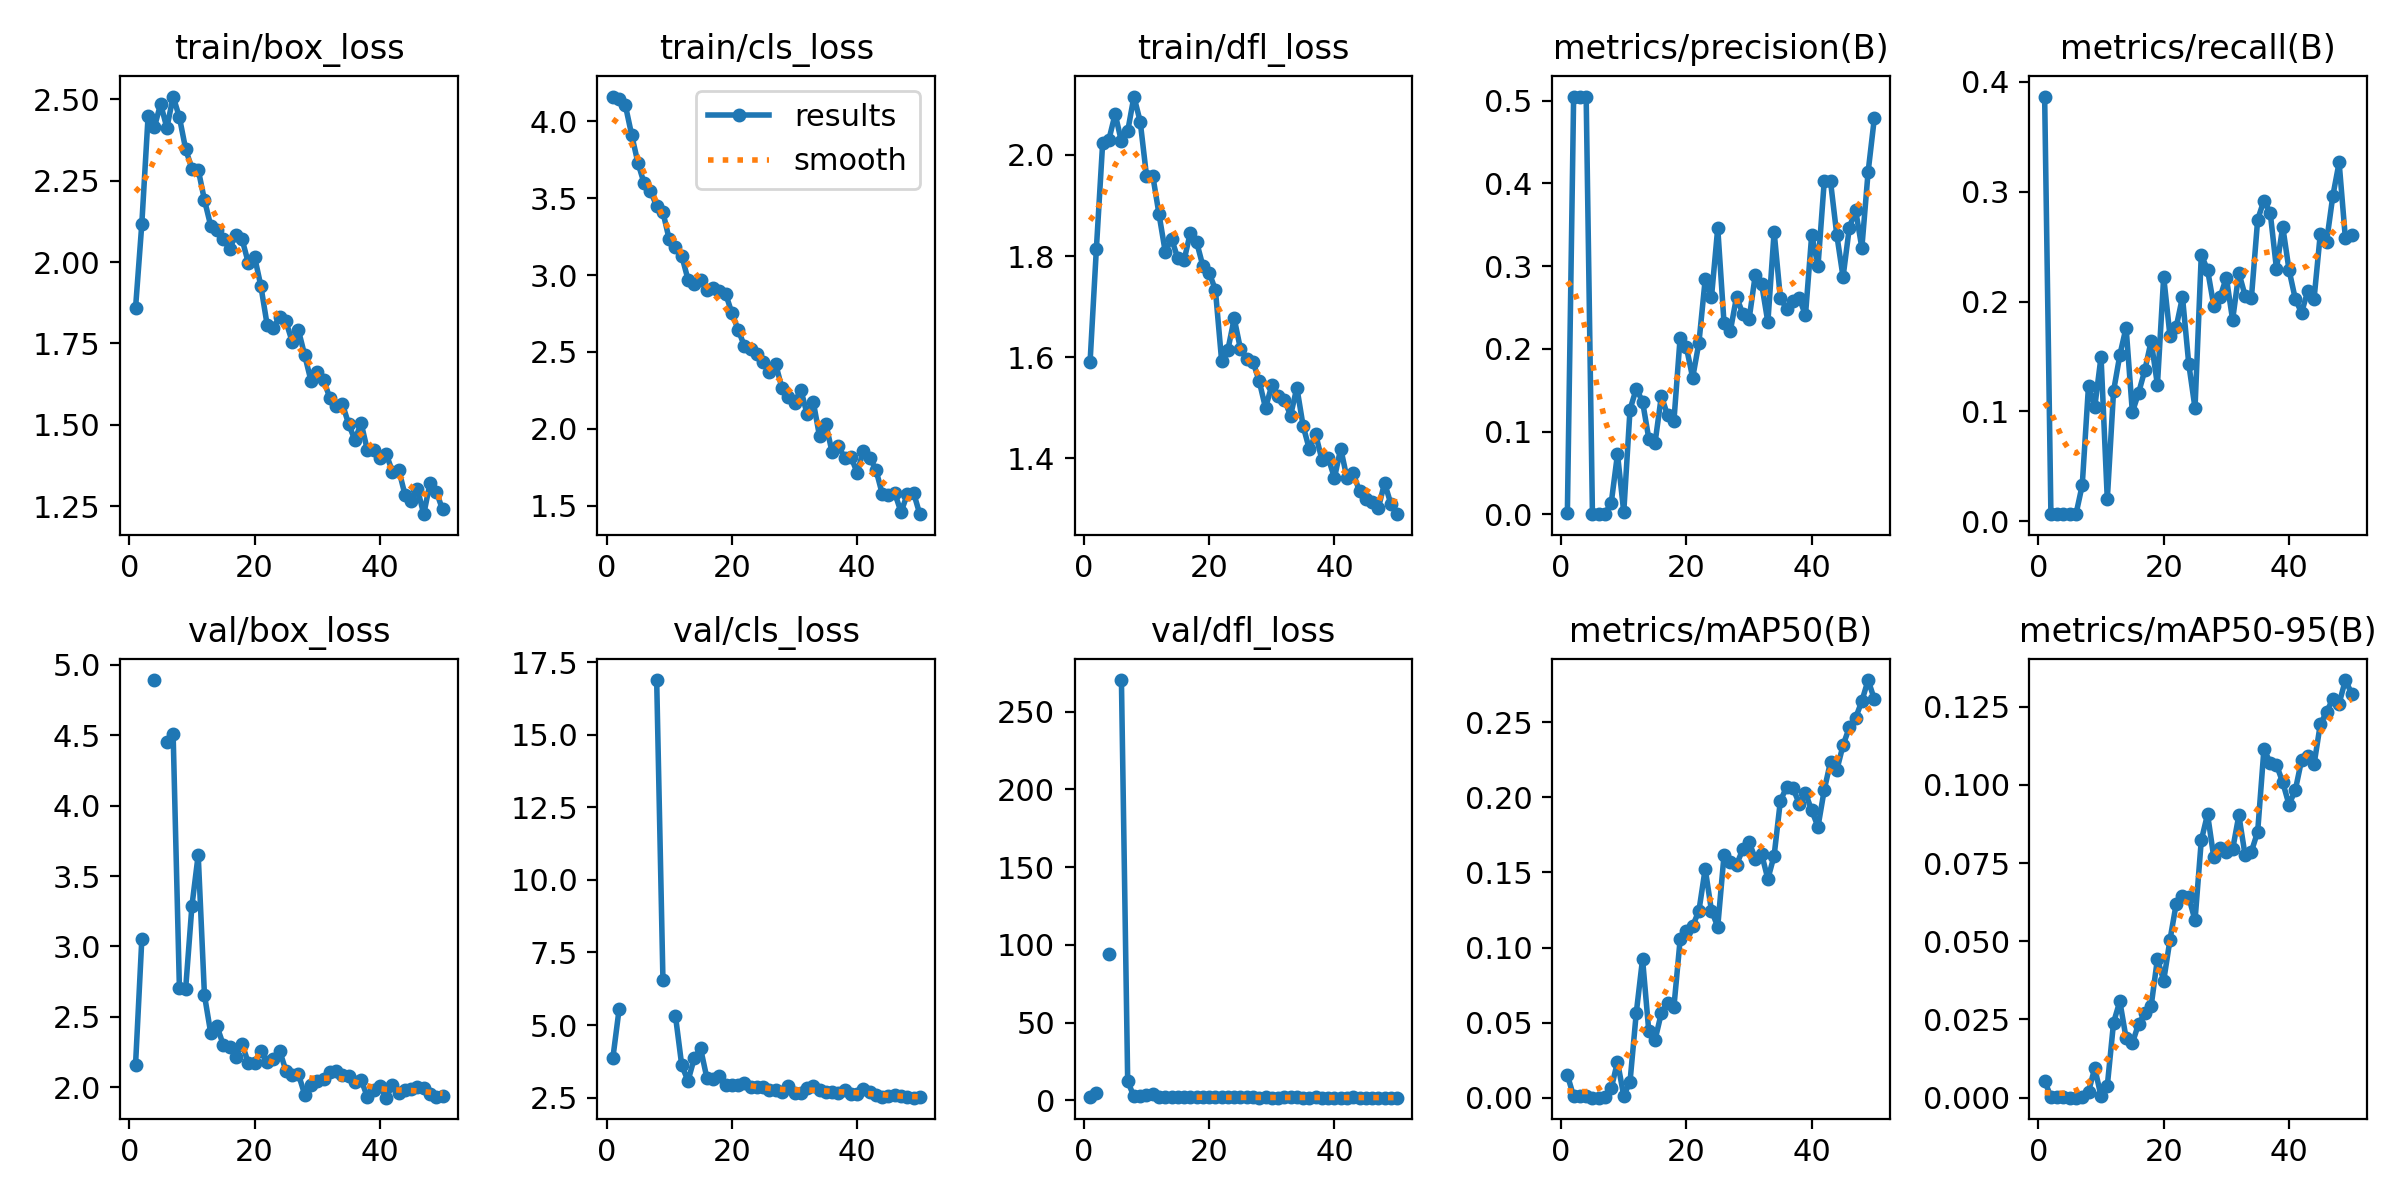 train/box_loss
2.50
2.25
2.00
1.75
1.50
1.25
0 20 40
train/cls_loss
results
smooth
4.0
3.5
3.0
2.5
2.0
1.5
0 20 40
train/dfl_loss
2.0
1.8
1.6
1.4
0 20 40
metrics/precision(B)
0.5
0.4
0.3
0.2
0.1
0.0
0 20 40
metrics/recall(B)
0.4
0.3
0.2
0.1
0.0
0 20 40
val/box_loss
5.0
4.5
4.0
3.5
3.0
2.5
2.0
0 20 40
val/cls_loss
17.5
15.0
12.5
10.0
7.5
5.0
2.5
0 20 40
val/dfl_loss
250
200
150
100
50
0
0 20 40
metrics/mAP50(B)
0.25
0.20
0.15
0.10
0.05
0.00
0 20 40
metrics/mAP50-95(B)
0.125
0.100
0.075
0.050
0.025
0.000
0 20 40